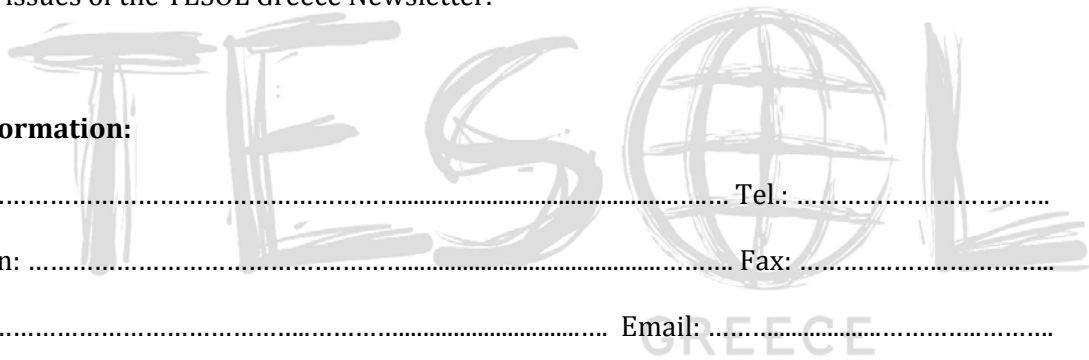 issues of the TESOL Greece Newsletter.
TESOL
ormation:
…………………………………………………………………………………… Tel.: ……………………………..
n: …………………………………………………………………………………… Fax: ……………………………..
…………………………………………………………………………… Email: ……………………………………….
GREECE